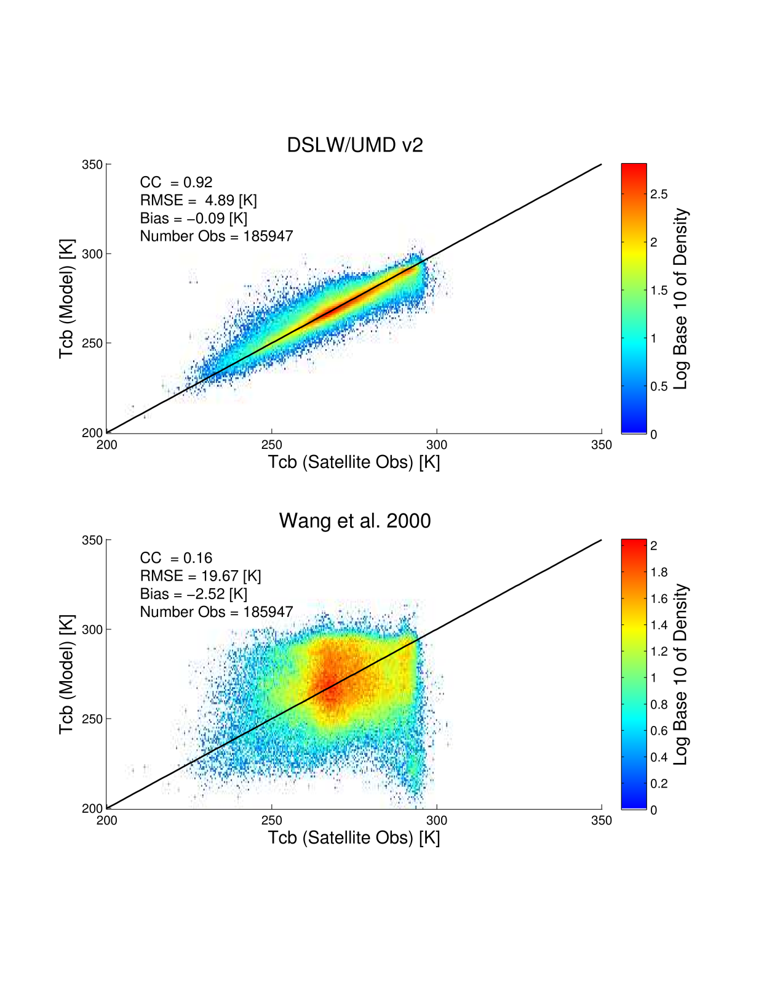 DSLW/UMD v2
350
300
250
200
200 250 300 350
CC = 0.92
RMSE = 4.89 [K]
Bias = −0.09 [K]
Number Obs = 185947
Tcb (Model) [K]
Tcb (Satellite Obs) [K]
2.5
2
1.5
1
0.5
0
Log Base 10 of Density
Wang et al. 2000
350
300
250
200
200 250 300 350
CC = 0.16
RMSE = 19.67 [K]
Bias = −2.52 [K]
Number Obs = 185947
Tcb (Model) [K]
Tcb (Satellite Obs) [K]
2
1.8
1.6
1.4
1.2
1
0.8
0.6
0.4
0.2
0
Log Base 10 of Density